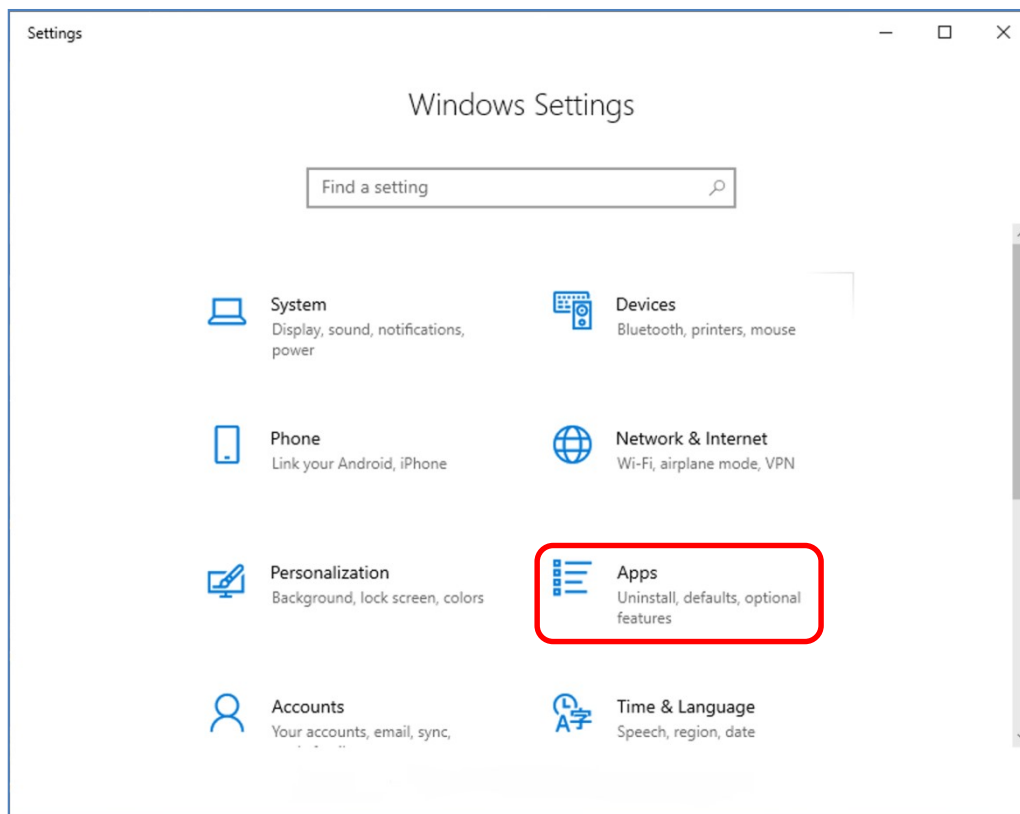 Settings
Windows Settings
Find a setting
System
Display, sound, notifications,
power
Devices
Bluetooth, printers, mouse
Phone
Link your Android, iPhone
Network & Internet
Wi-Fi, airplane mode, VPN
Personalization
Background, lock screen, colors
Apps
Uninstall, defaults, optional
features
Accounts
Your accounts, email, sync,
Time & Language
Speech, region, date